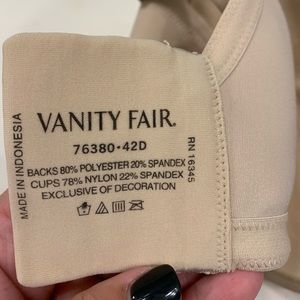 VANITY FAIR®
76380•42D
BACKS 80% POLYESTER 20% SPANDEX
CUPS 78% NYLON 22% SPANDEX
EXCLUSIVE OF DECORATION
MADE IN INDONESIA
RN 16345